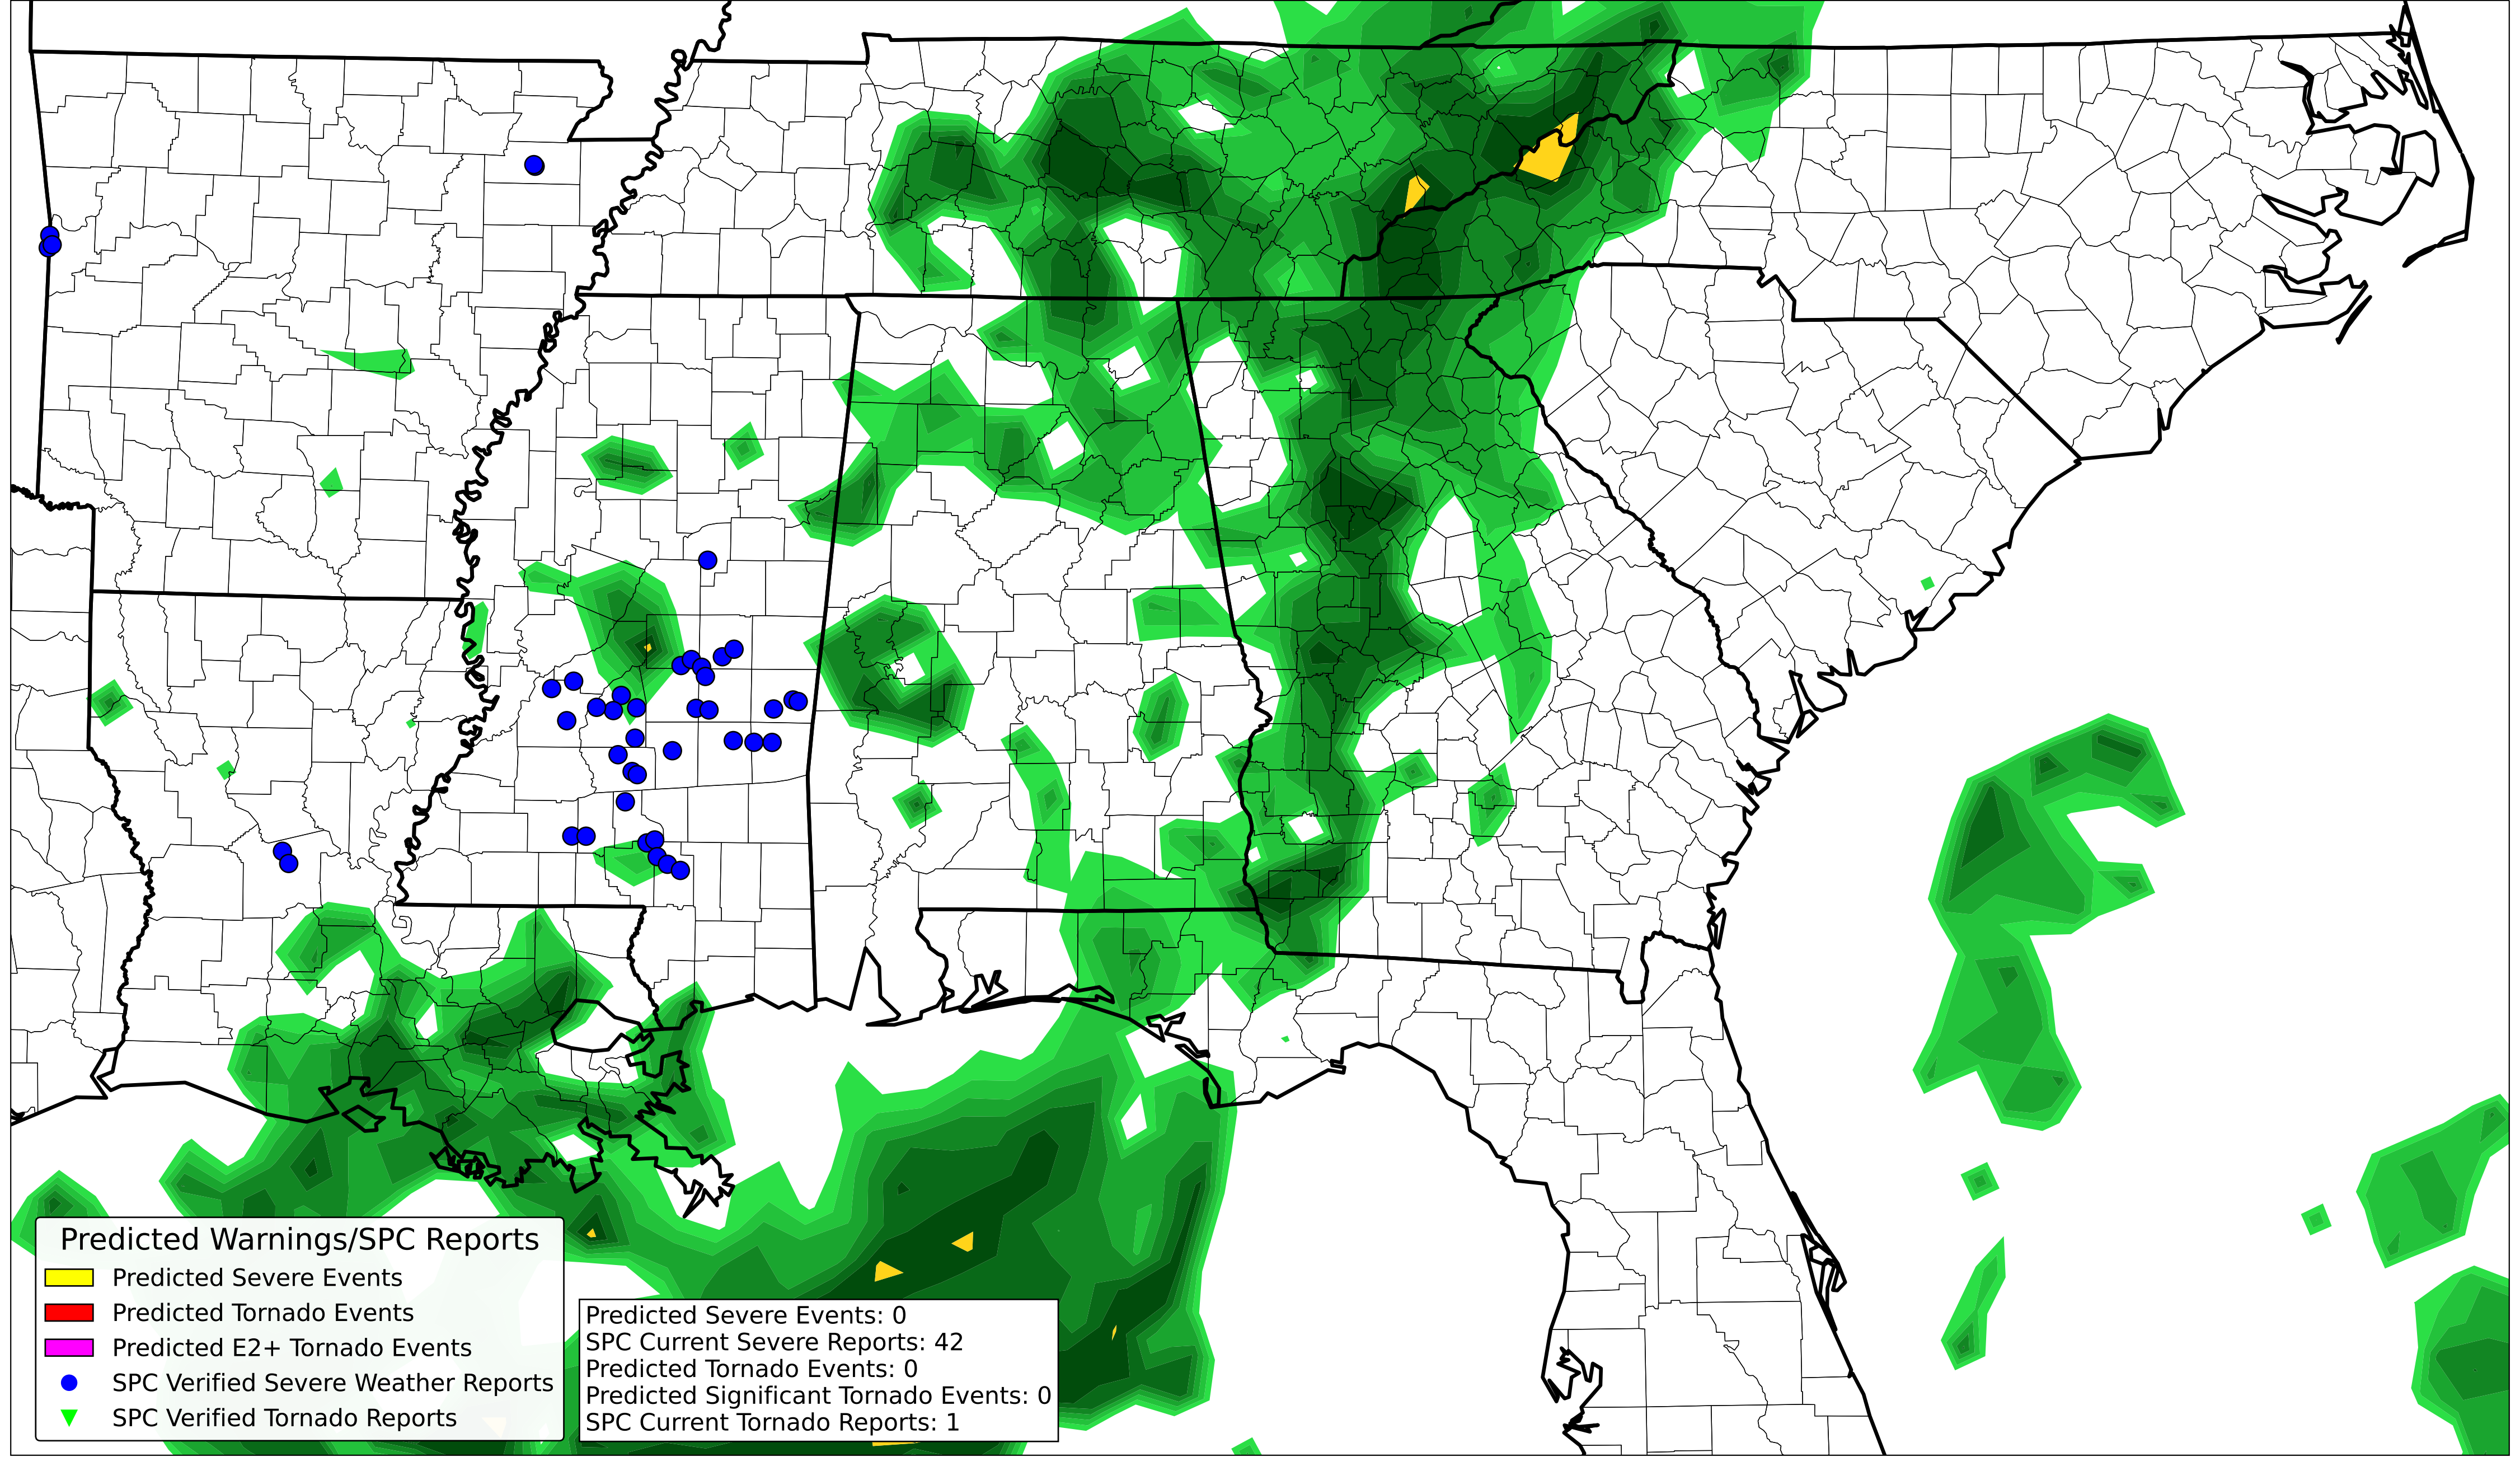 Predicted Warnings/SPC Reports
Predicted Severe Events
Predicted Tornado Events
Predicted E2+ Tornado Events
SPC Verified Severe Weather Reports
SPC Verified Tornado Reports
Predicted Severe Events: 0
SPC Current Severe Reports: 42
Predicted Tornado Events: 0
Predicted Significant Tornado Events: 0
SPC Current Tornado Reports: 1